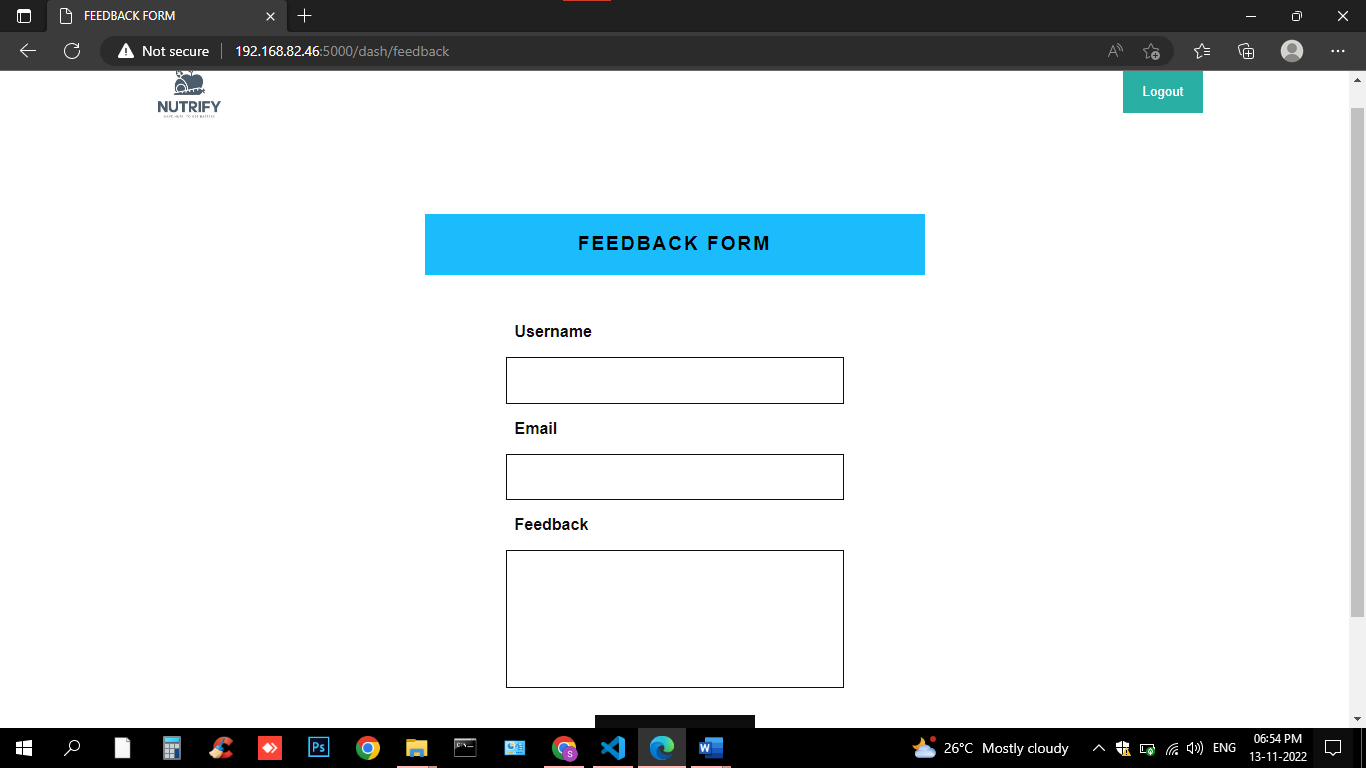 FEEDBACK FORM
Not secure
192.168.82.46:5000/dash/feedback
NUTRIFY
Logout
FEEDBACK FORM
Username
Email
Feedback
Ps
26°C Mostly cloudy
ENG
06:54 PM
13-11-2022